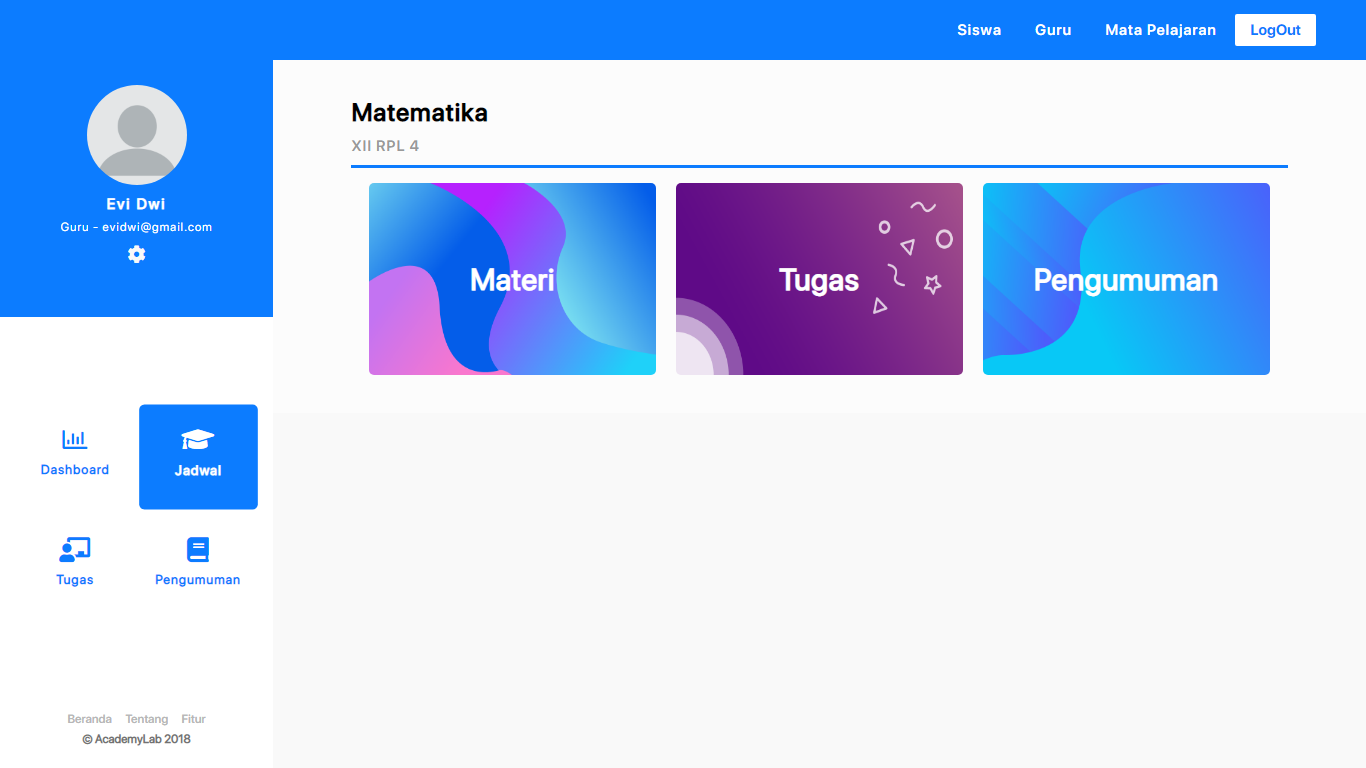 Siswa Guru Mata Pelajaran LogOut
Evi Dwi
Guru - evidwi@gmail.com
Dashboard Jadwal
Tugas Pengumuman
Beranda Tentang Fitur
© AcademyLab 2018
Matematika
XII RPL 4
Materi Tugas Pengumuman